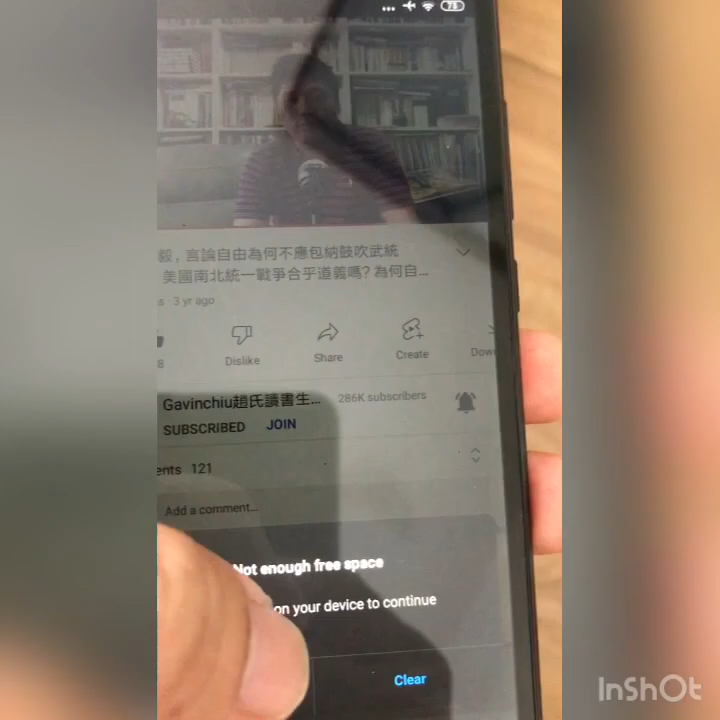 75
毅，言論自由為何不應包納鼓吹武統
美國南北統一戰爭合乎道義嗎? 為何自...
3 yr ago
8
Dislike
Share
Create
Gavinchiu趙氏讀書生...
286K subscribers
SUBSCRIBED
JOIN
121
Add a comment...
Not enough free space
on your device to continue
Clear
InShOt